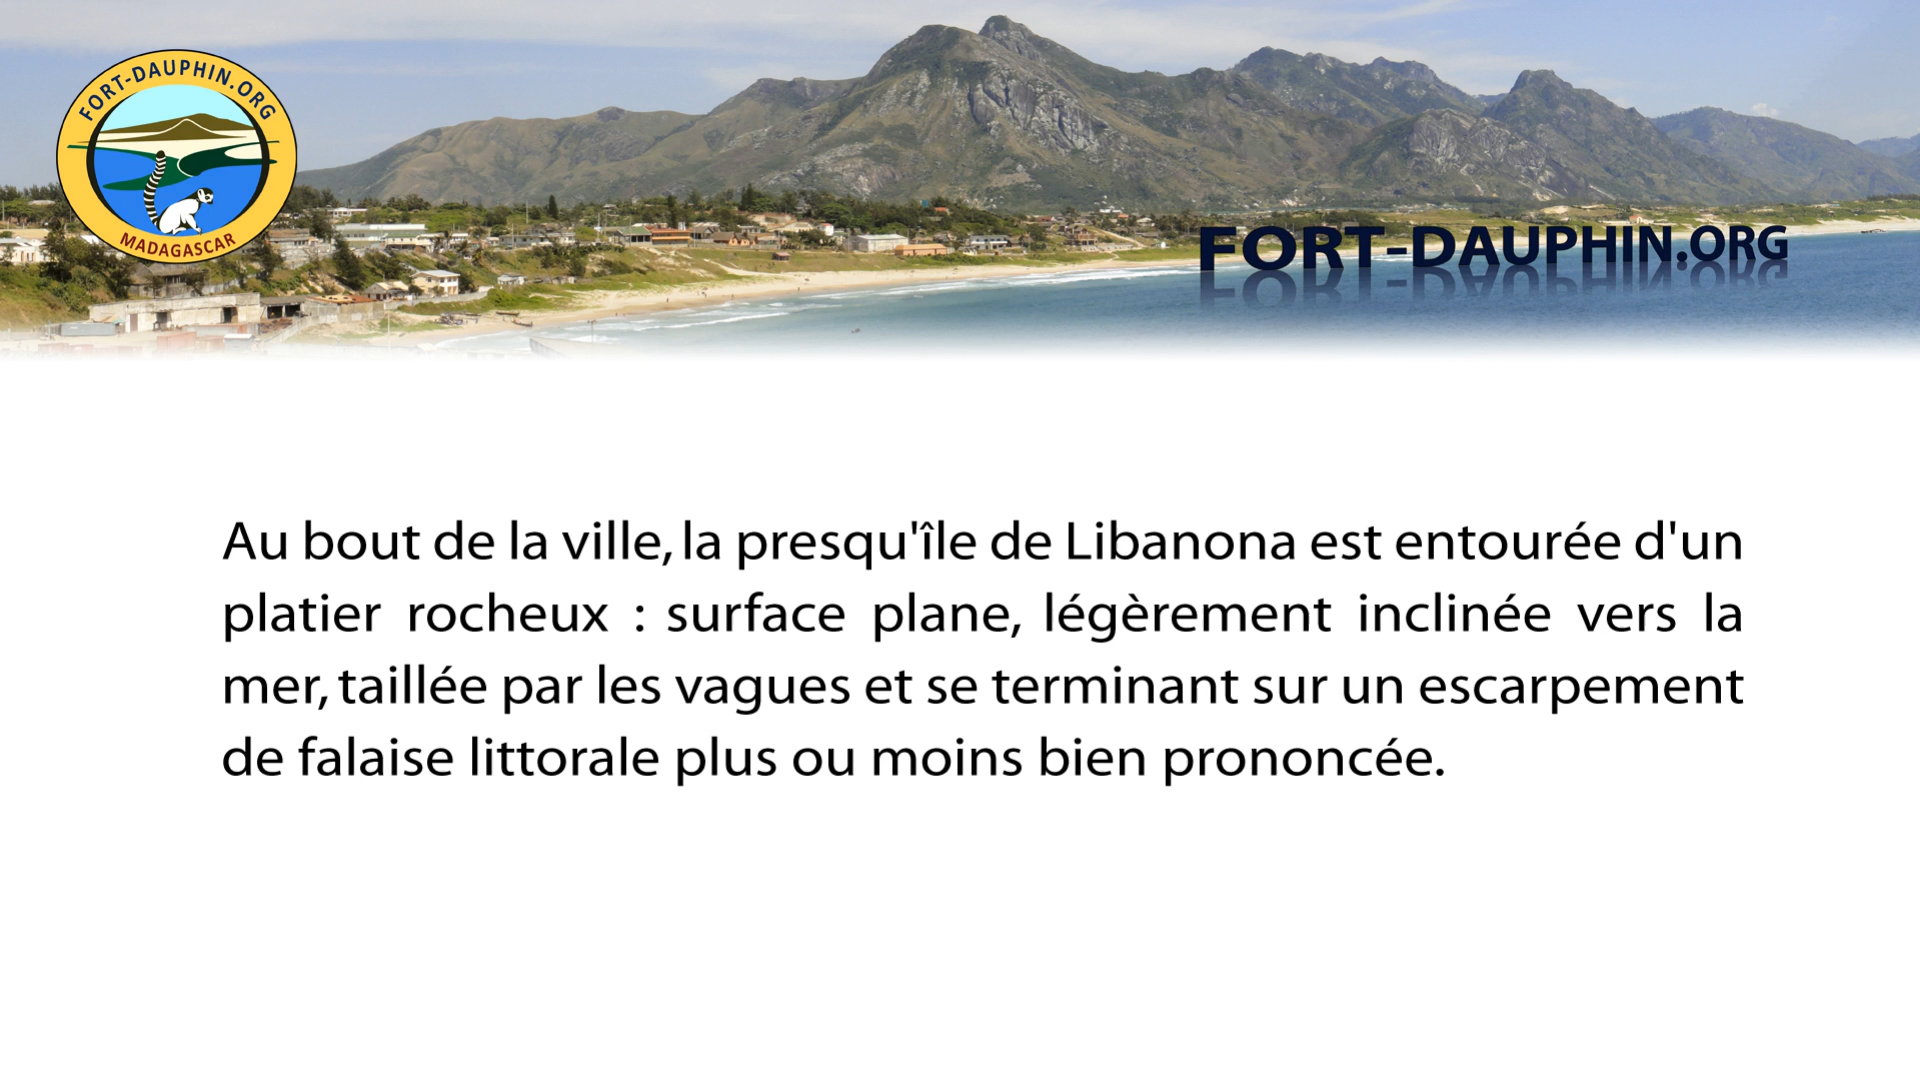 FORT-DAUPHIN.ORG
MADAGASCAR
FORT-DAUPHIN.ORG
Au bout de la ville, la presqu'île de Libanona est entourée d'un
platier rocheux : surface plane, légèrement inclinée vers la
mer, taillée par les vagues et se terminant sur un escarpement
de falaise littorale plus ou moins bien prononcée.